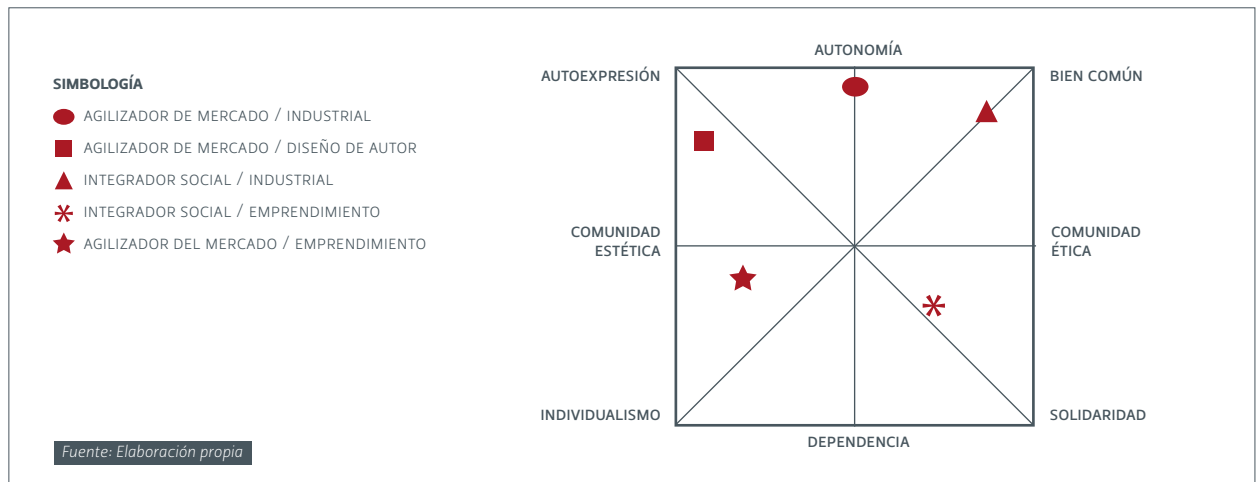 SIMBOLOGÍA
AGILIZADOR DE MERCADO / INDUSTRIAL
AGILIZADOR DE MERCADO / DISEÑO DE AUTOR
INTEGRADOR SOCIAL / INDUSTRIAL
INTEGRADOR SOCIAL / EMPRENDIMIENTO
AGILIZADOR DEL MERCADO / EMPRENDIMIENTO
Fuente: Elaboración propia
AUTONOMÍA
AUTOEXPRESIÓN
BIEN COMÚN
COMUNIDAD
ESTÉTICA
COMUNIDAD
ÉTICA
INDIVIDUALISMO
SOLIDARIDAD
DEPENDENCIA